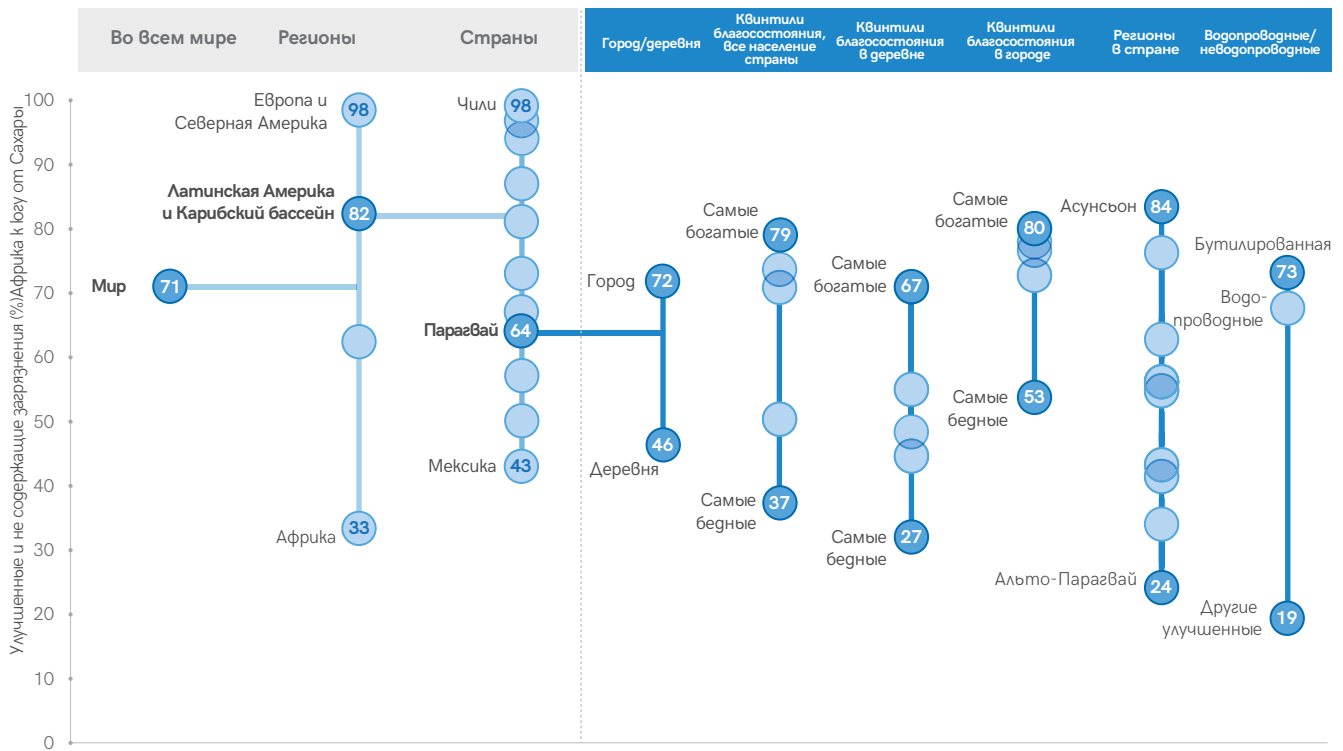 Во всем мире
Регионы
Страны
Город/деревня
Квинтили
благосостояния,
все население
страны
Квинтили
благосостояния
в деревне
Квинтили
благосостояния
в городе
Регионы
в стране
Водопроводные/
неводопроводные
Улучшенные и не содержащие загрязнения (%)Африка к югу от Сахары
100
90
80
70
60
50
40
30
20
10
0
Мир
71
Европа и
Северная Америка
98
Латинская Америка
и Карибский бассейн
82
Африка
33
Чили
98
Парагвай
64
Мексика
43
Город
72
Деревня
46
Самые
богатые
79
Самые
бедные
37
Самые
богатые
67
Самые
бедные
27
Самые
богатые
80
Самые
бедные
53
Асунсьон
84
Альто-Парагвай
24
Бутилированная
73
Водо-
проводные
Другие
улучшенные
19